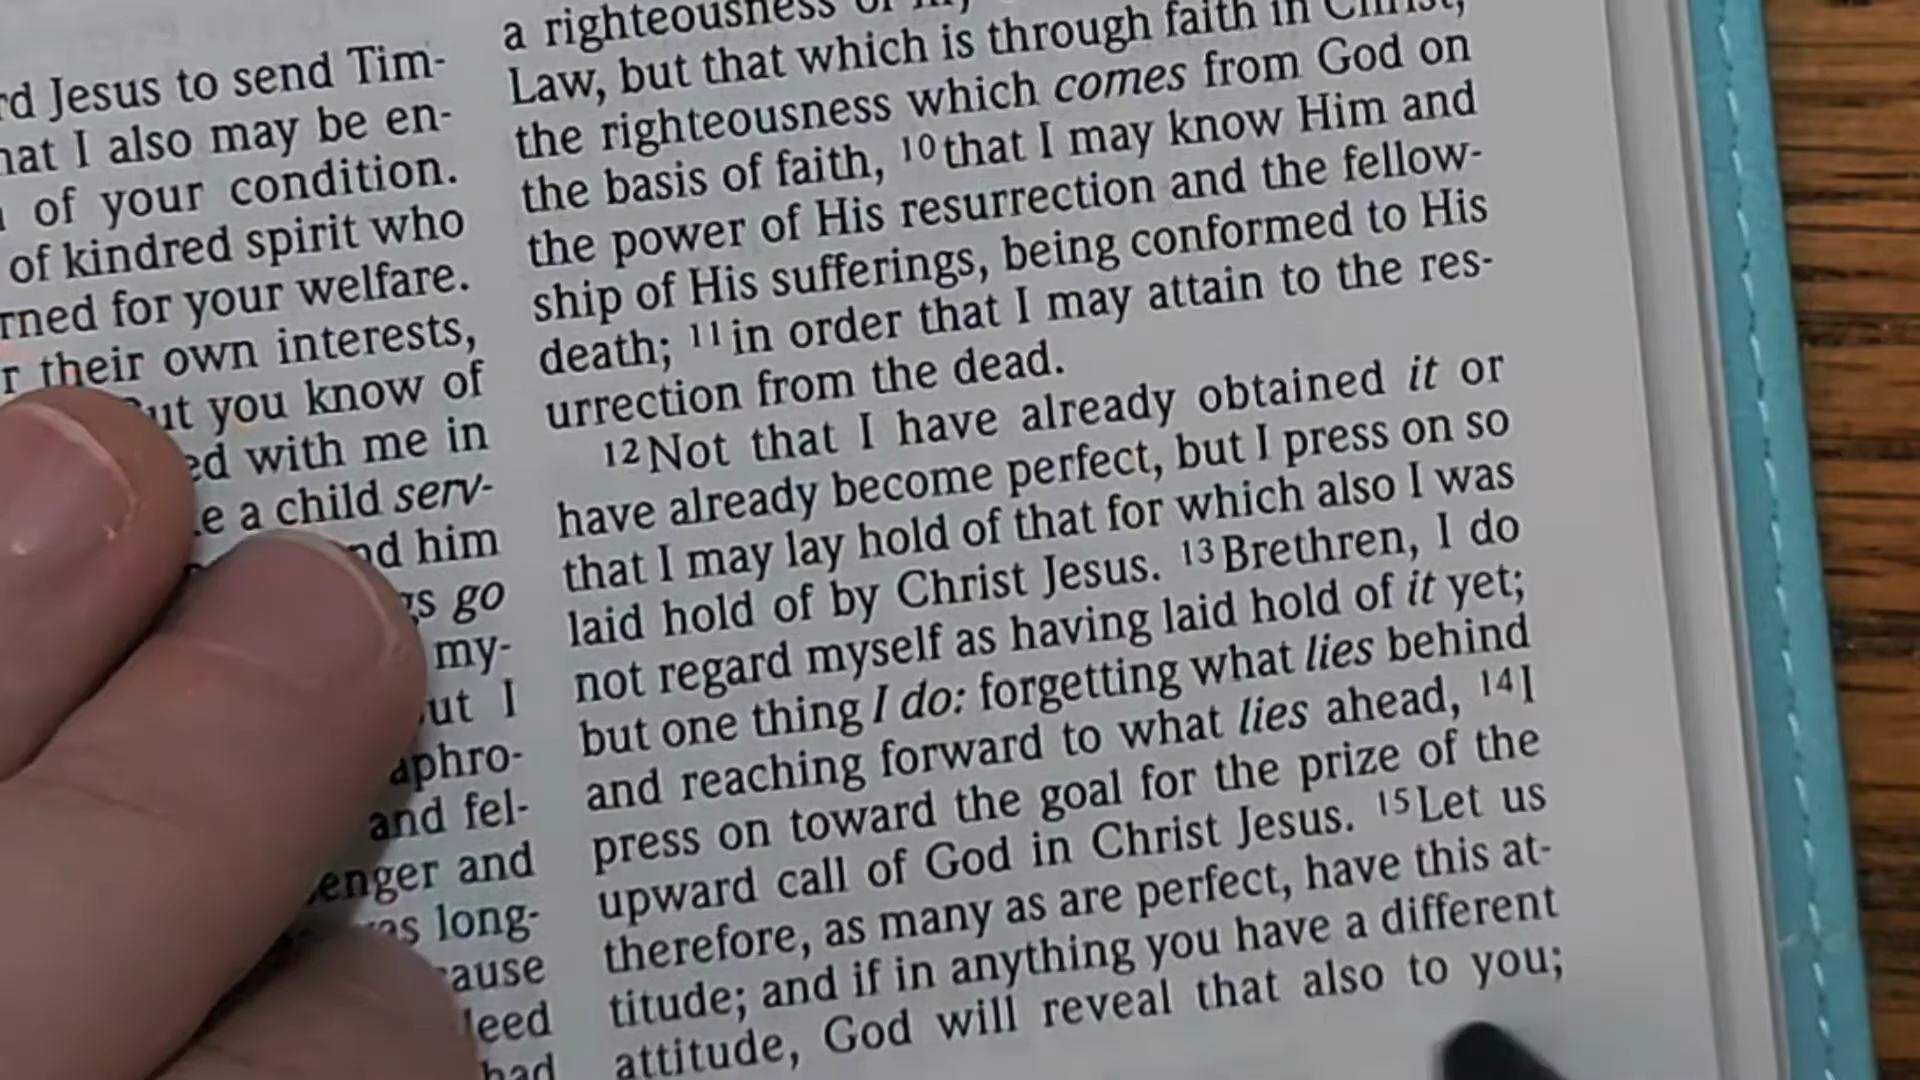 Jesus to send Tim-
I also may be en-
of your condition.
of kindred spirit who
for your welfare.
their own interests,
you know of
with me in
a child serv-
him
go
my-
I
and fel-
and
long-
a righteousness
Law, but that which is through faith in Christ,
the righteousness which comes from God on
the basis of faith, 10 that I may know Him and
the power of His resurrection and the fellow-
ship of His sufferings, being conformed to His
death; 11 in order that I may attain to the res-
urrection from the dead.
12 Not that I have already obtained it or
have already become perfect, but I press on so
that I may lay hold of that for which also I was
laid hold of by Christ Jesus. 13 Brethren, I do
not regard myself as having laid hold of it yet;
but one thing I do: forgetting what lies behind
and reaching forward to what lies ahead, 14 I
press on toward the goal for the prize of the
upward call of God in Christ Jesus. 15 Let us
therefore, as many as are perfect, have this at-
titude; and if in anything you have a different
attitude, God will reveal that also to you;